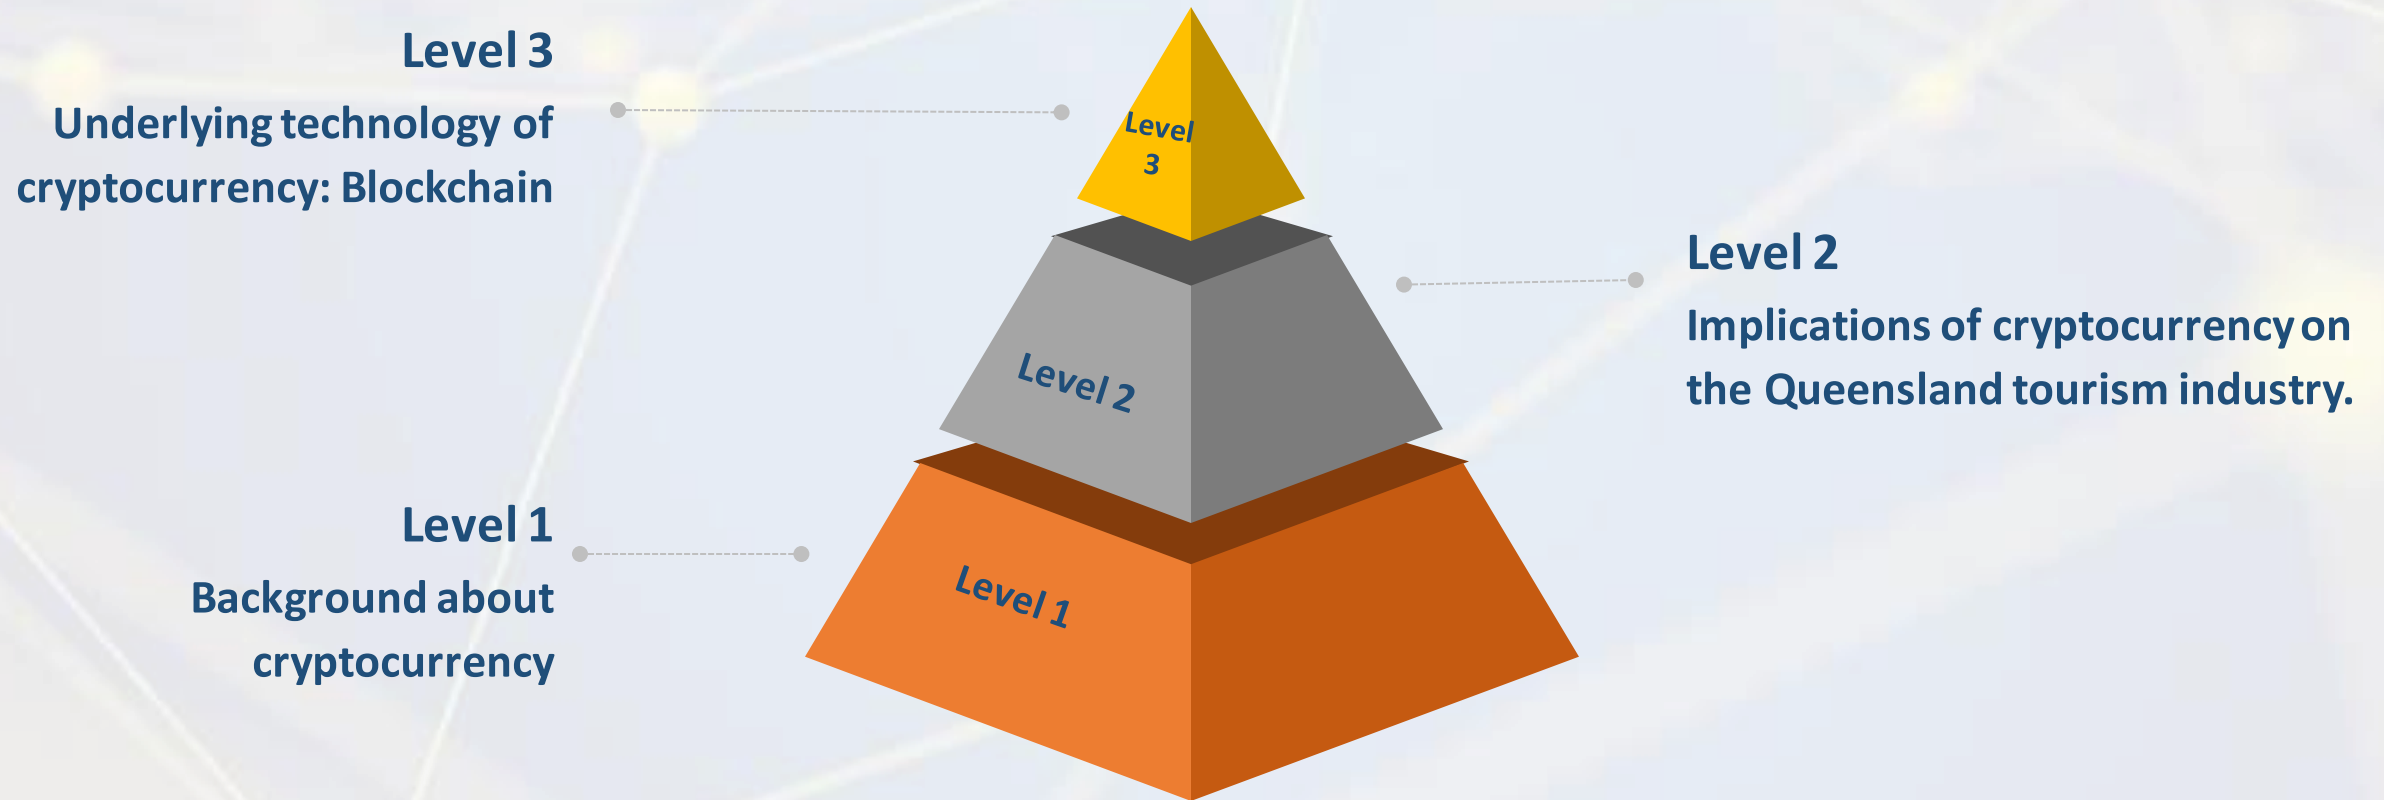 Level 3
Underlying technology of
cryptocurrency: Blockchain
Level
3
Level 2
Implications of cryptocurrency on
the Queensland tourism industry.
Level 2
Level 1
Background about
cryptocurrency
Level 1